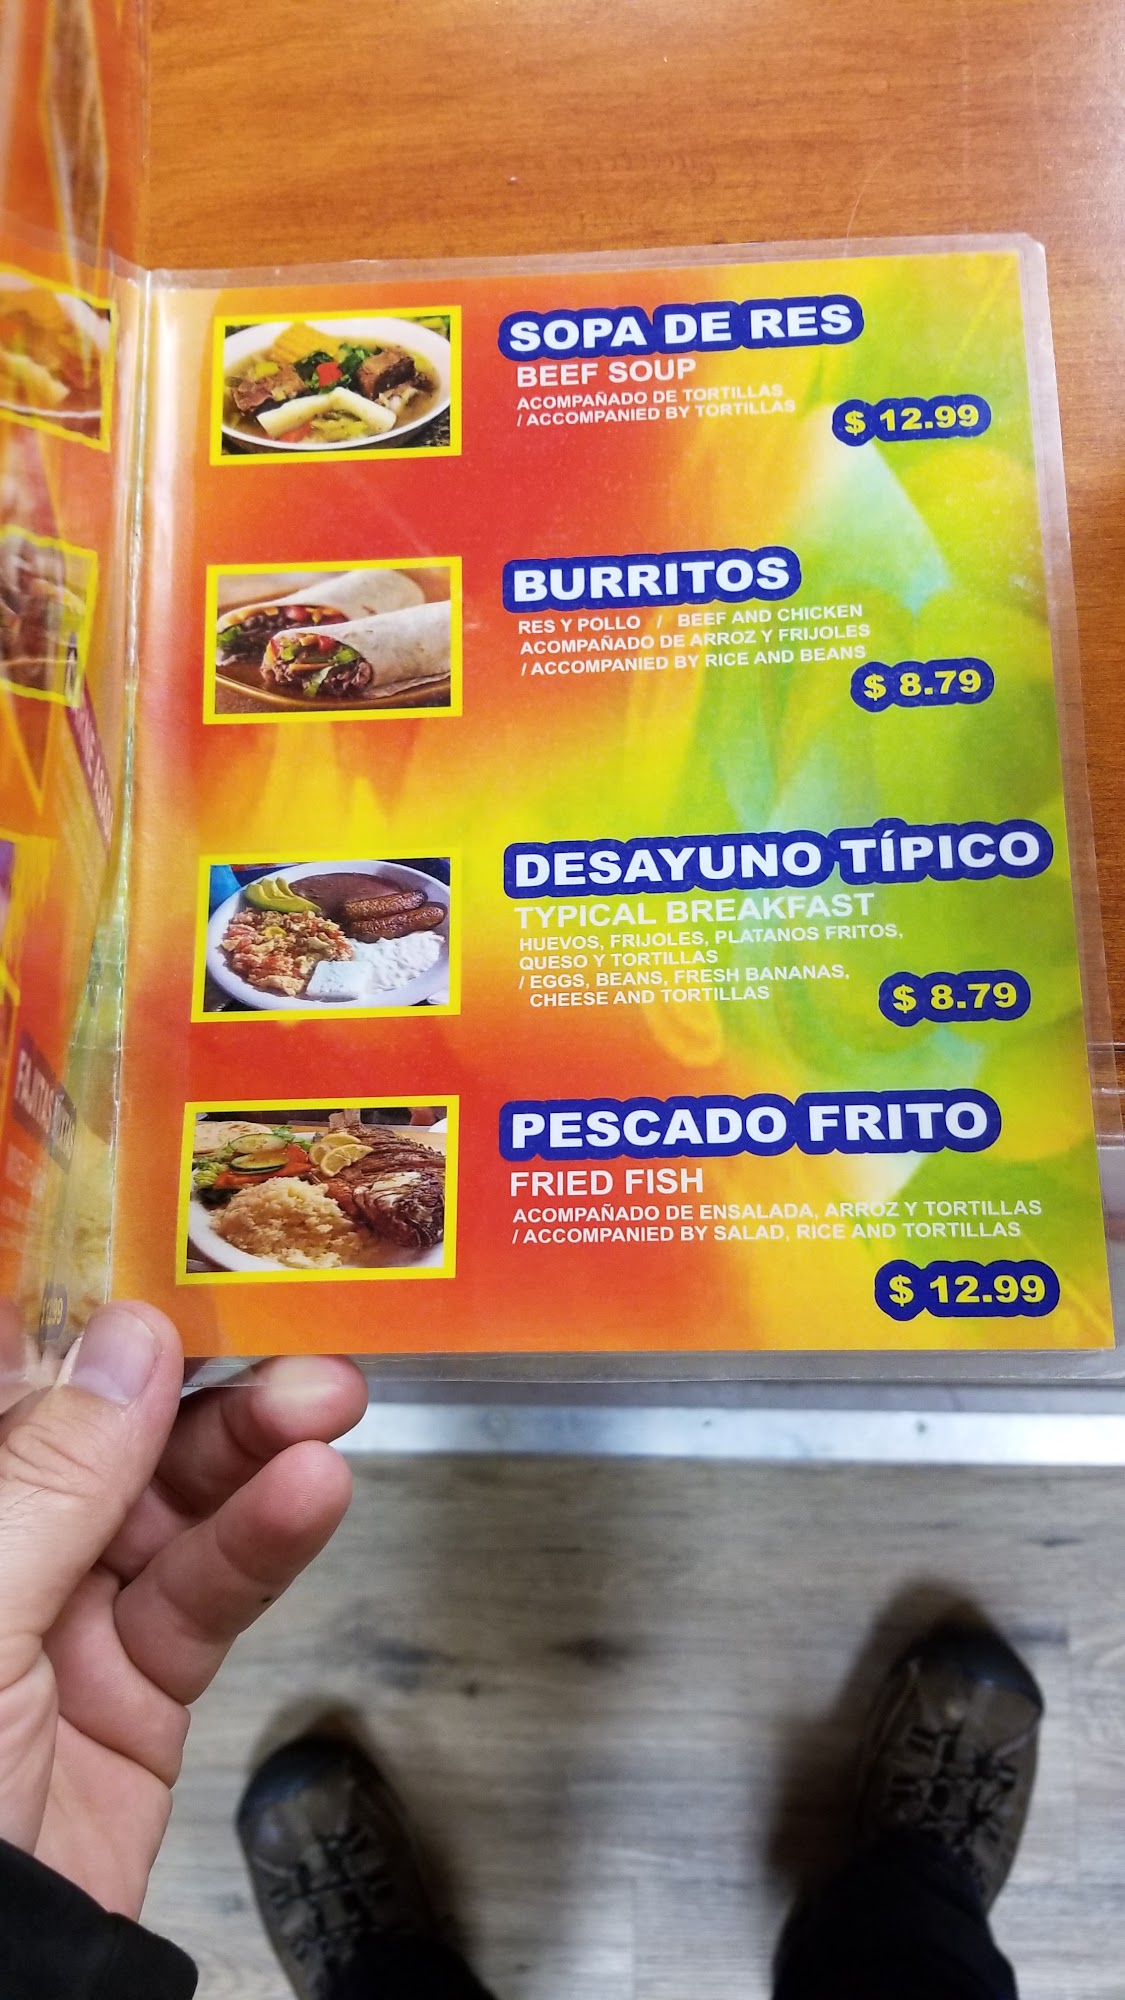 SOPA DE RES
BEEF SOUP
ACOMPAÑADO DE TORTILLAS
/ ACCOMPANIED BY TORTILLAS
$ 12.99
BURRITOS
RES Y POLLO / BEEF AND CHICKEN
ACOMPAÑADO DE ARROZ Y FRIJOLES
/ ACCOMPANIED BY RICE AND BEANS
$ 8.79
DESAYUNO TÍPICO
TYPICAL BREAKFAST
HUEVOS, FRIJOLES, PLATANOS FRITOS,
QUESO Y TORTILLAS
/ EGGS, BEANS, FRESH BANANAS,
CHEESE AND TORTILLAS
$ 8.79
PESCADO FRITO
FRIED FISH
ACOMPAÑADO DE ENSALADA, ARROZ Y TORTILLAS
/ ACCOMPANIED BY SALAD, RICE AND TORTILLAS
$ 12.99